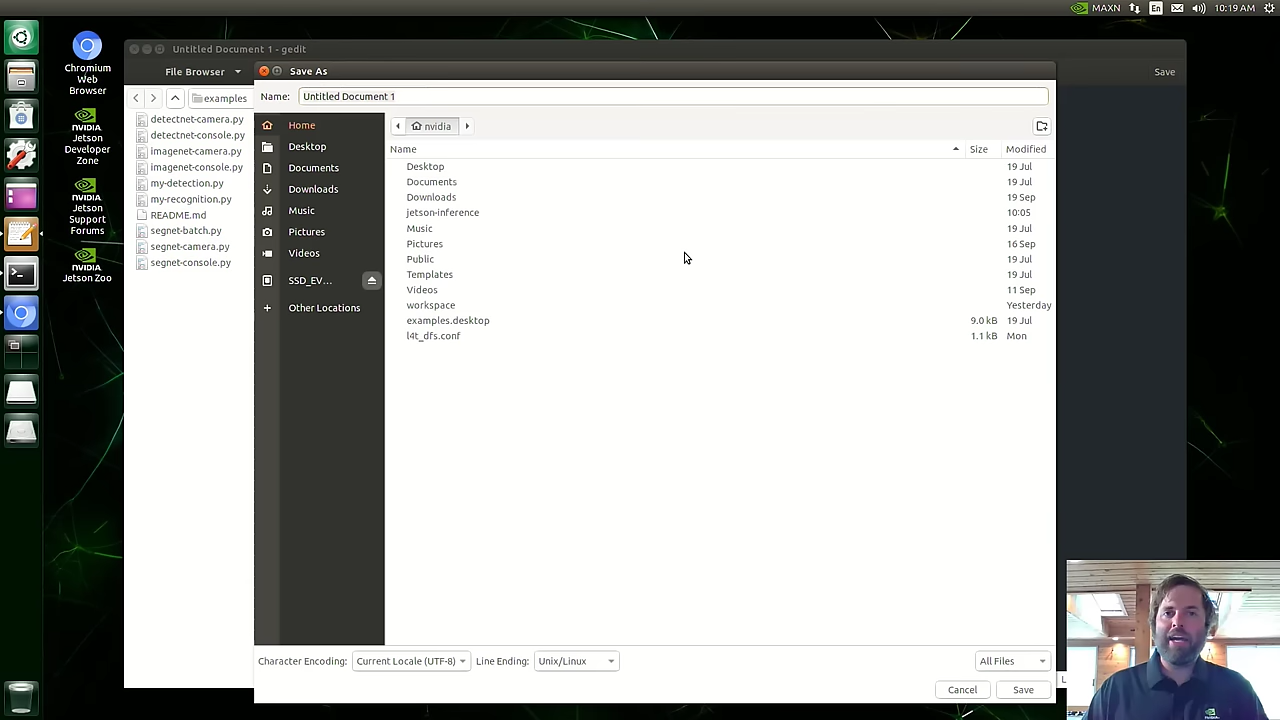 MAXN
En
10:19 AM
Untitled Document 1 - gedit
File Browser
Save
Save As
Name:
Untitled Document 1
Chromium
Web
Browser
NVIDIA
Jetson
Developer
Zone
NVIDIA
Jetson
Support
Forums
NVIDIA
Jetson Zoo
examples
detectnet-camera.py
detectnet-console.py
imagenet-camera.py
imagenet-console.py
my-detection.py
my-recognition.py
README.md
segnet-batch.py
segnet-camera.py
segnet-console.py
Home
Desktop
Documents
Downloads
Music
Pictures
Videos
SSD_EV...
Other Locations
nvidia
Name Size Modified
Desktop 19 Jul
Documents 19 Jul
Downloads 19 Sep
jetson-inference 10:05
Music 19 Jul
Pictures 16 Sep
Public 19 Jul
Templates 19 Jul
Videos 11 Sep
workspace Yesterday
examples.desktop 9.0 kB 19 Jul
l4t_dfs.conf 1.1 kB Mon
Character Encoding: Current Locale (UTF-8) Line Ending: Unix/Linux All Files
Cancel Save
NVIDIA